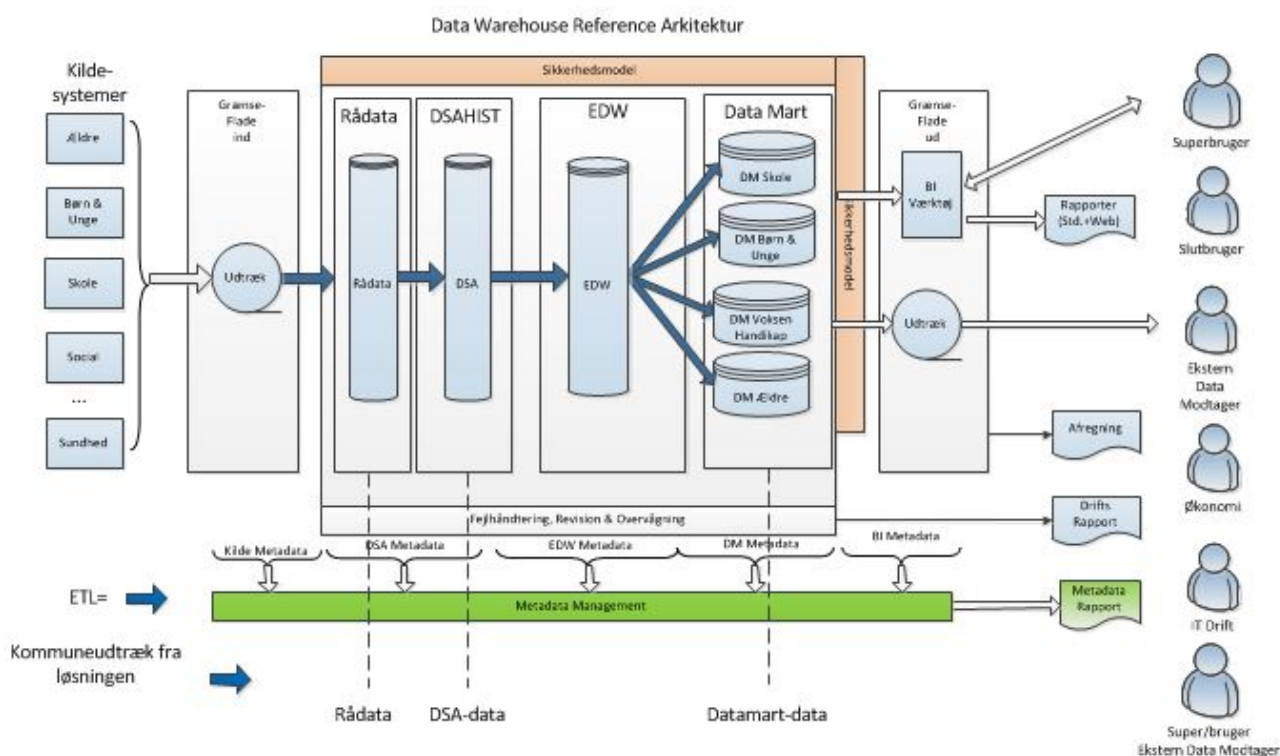 Data Warehouse Reference Arkitektur
Kilde-
systemer
Ældre
Børn &
Unge
Skole
Social
...
Sundhed
Grænse-
Flade
ind
Udtræk
Sikkerhedsmodel
Rådata
Rådata
DSAHIST
DSA
EDW
EDW
Data Mart
DM Skole
DM Børn &
Unge
DM Voksen
Handikap
DM Ældre
Sikkerhedsmodel
Grænse-
Flade
ud
BI
Værktøj
Udtræk
Rapporter
(Std.+Web)
Afregning
Drifts
Rapport
Metadata
Rapport
Superbruger
Slutbruger
Ekstern
Data
Modtager
Økonomi
IT Drift
Super/bruger
Ekstern Data Modtager
Fejlhåndtering, Revision & Overvågning
Kilde Metadata
DSA Metadata
EDW Metadata
DM Metadata
BI Metadata
Metadata Management
ETL=
Kommuneudtræk fra
løsningen
Rådata
DSA-data
Datamart-data